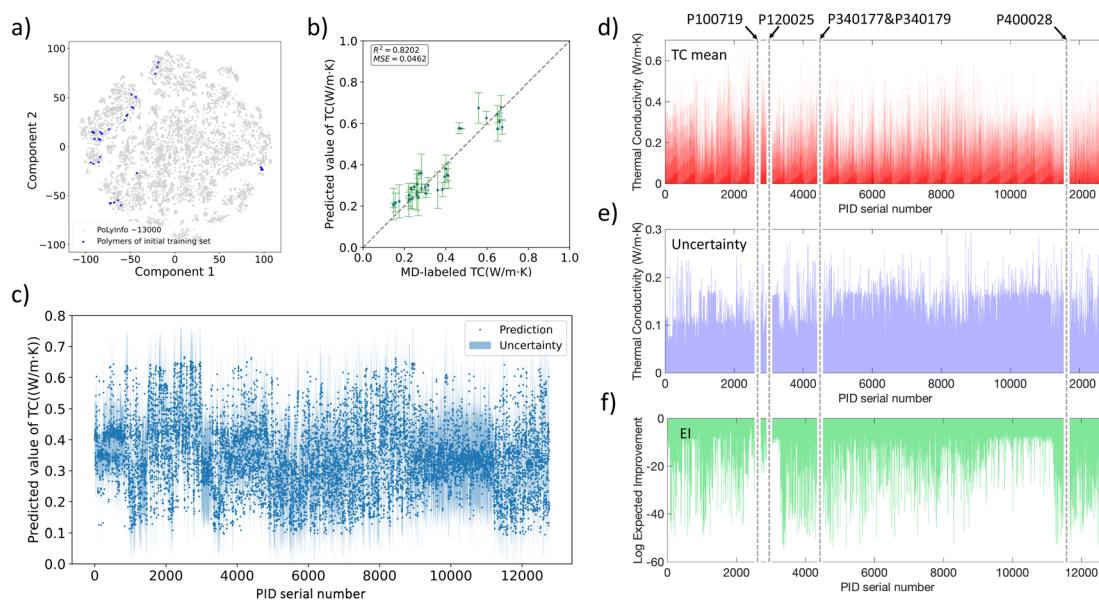 a)
Component 2
100
50
0
−50
−100
PoLyInfo ~13000
Polymers of initial training set
−100 −50 0 50 100
Component 1
b)
Predicted value of TC(W/m·K)
1.0
0.8
0.6
0.4
0.2
0.0
R² = 0.8202
MSE = 0.0462
0.0 0.2 0.4 0.6 0.8 1.0
MD-labeled TC(W/m·K)
c)
Predicted value of TC((W/m·K))
0.8
0.7
0.6
0.5
0.4
0.3
0.2
0.1
0.0
Prediction
Uncertainty
0 2000 4000 6000 8000 10000 12000
PID serial number
d)
P100719 P120025 P340177&P340179 P400028
Thermal Conductivity (W/m·K)
0.6
0.4
0.2
0
TC mean
0 2000 4000 6000 8000 10000 12000
PID serial number
e)
Thermal Conductivity (W/m·K)
0.3
0.2
0.1
0
Uncertainty
0 2000 4000 6000 8000 10000 12000
PID serial number
f)
Log Expected Improvement
0
-20
-40
-60
EI
0 2000 4000 6000 8000 10000 12000
PID serial number